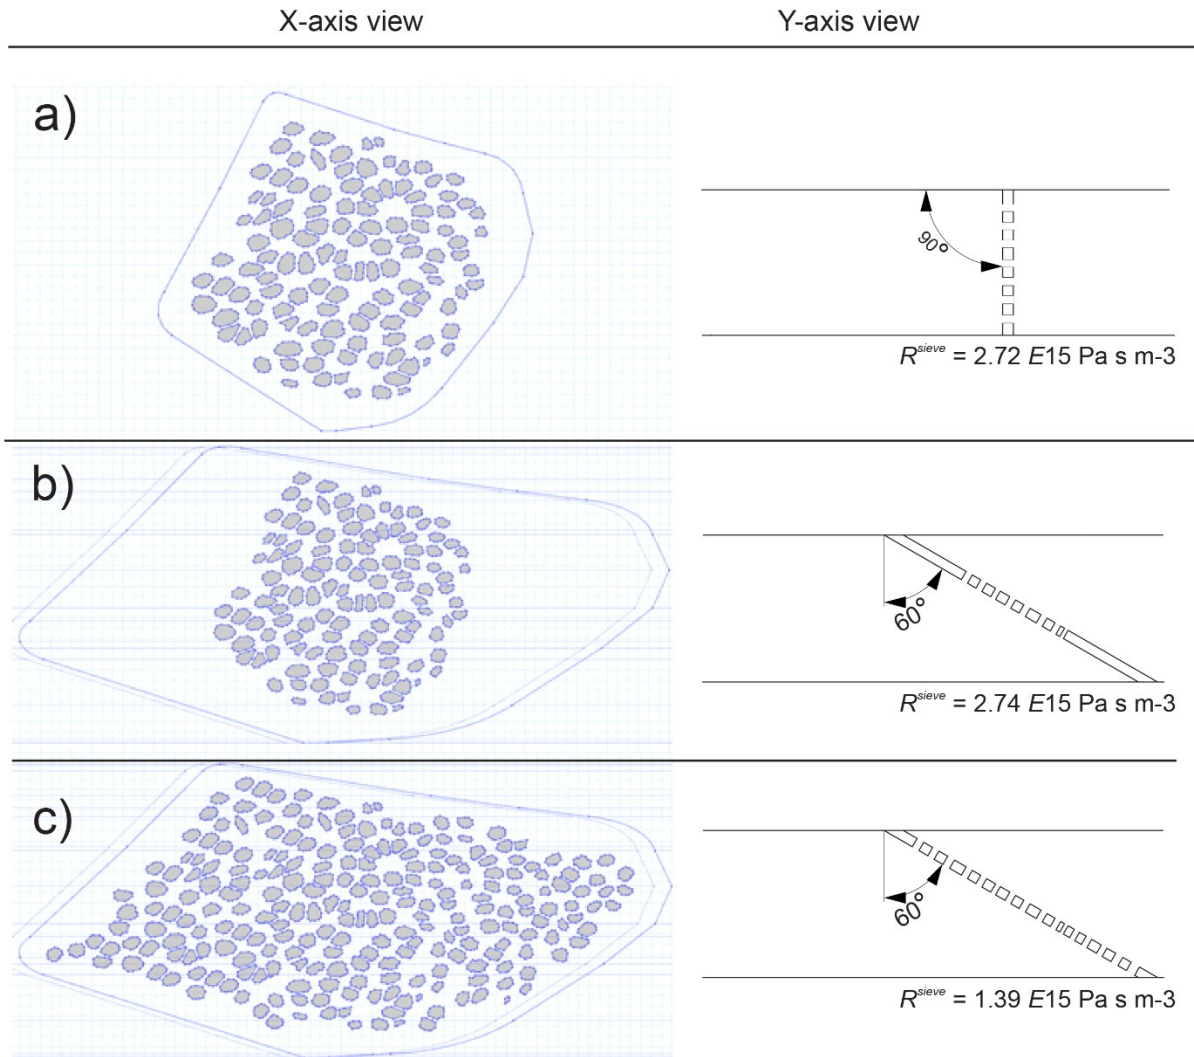 X-axis view
Y-axis view
a)
90°
R^sieve = 2.72 E15 Pa s m-3
b)
60°
R^sieve = 2.74 E15 Pa s m-3
c)
60°
R^sieve = 1.39 E15 Pa s m-3